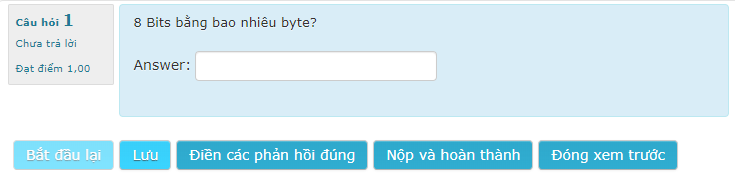 Câu hỏi 1
Chưa trả lời
Đạt điểm 1,00
8 Bits bằng bao nhiêu byte?
Answer:
Bắt đầu lại
Lưu
Điền các phản hồi đúng
Nộp và hoàn thành
Đóng xem trước